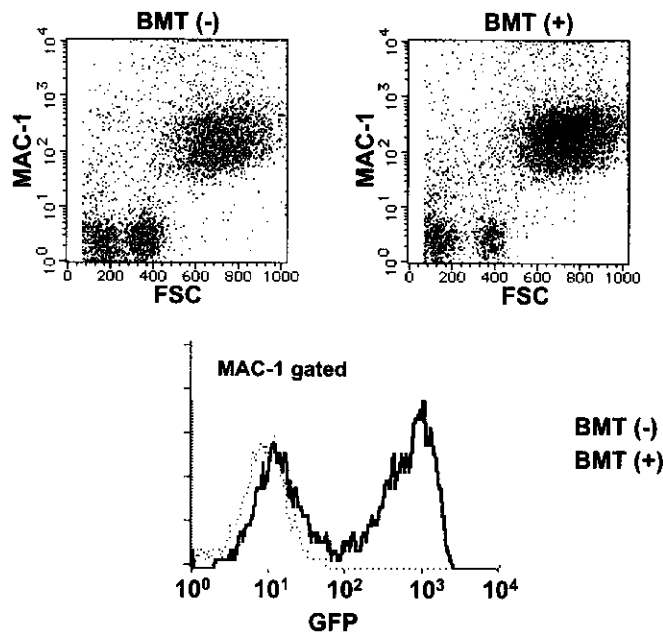 BMT (-)
BMT (+)
10^4
10^3
10^2
10^1
10^0
MAC-1
0 200 400 600 800 1000
FSC
10^4
10^3
10^2
10^1
10^0
MAC-1
0 200 400 600 800 1000
FSC
MAC-1 gated
BMT (-)
BMT (+)
10^0 10^1 10^2 10^3 10^4
GFP